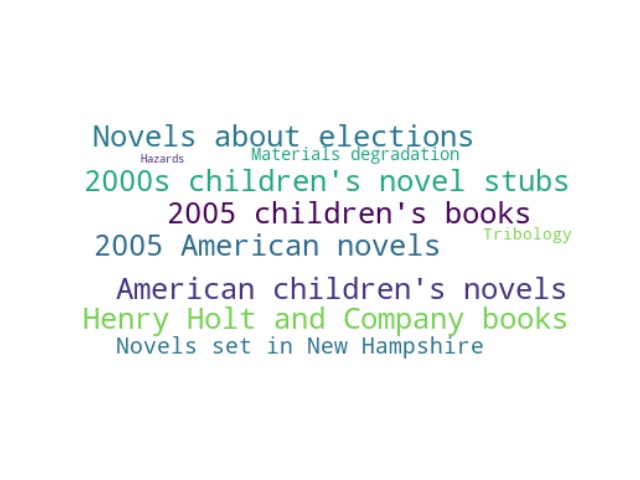 Novels about elections
Materials degradation
Hazards
2000s children's novel stubs
2005 children's books
Tribology
2005 American novels
American children's novels
Henry Holt and Company books
Novels set in New Hampshire